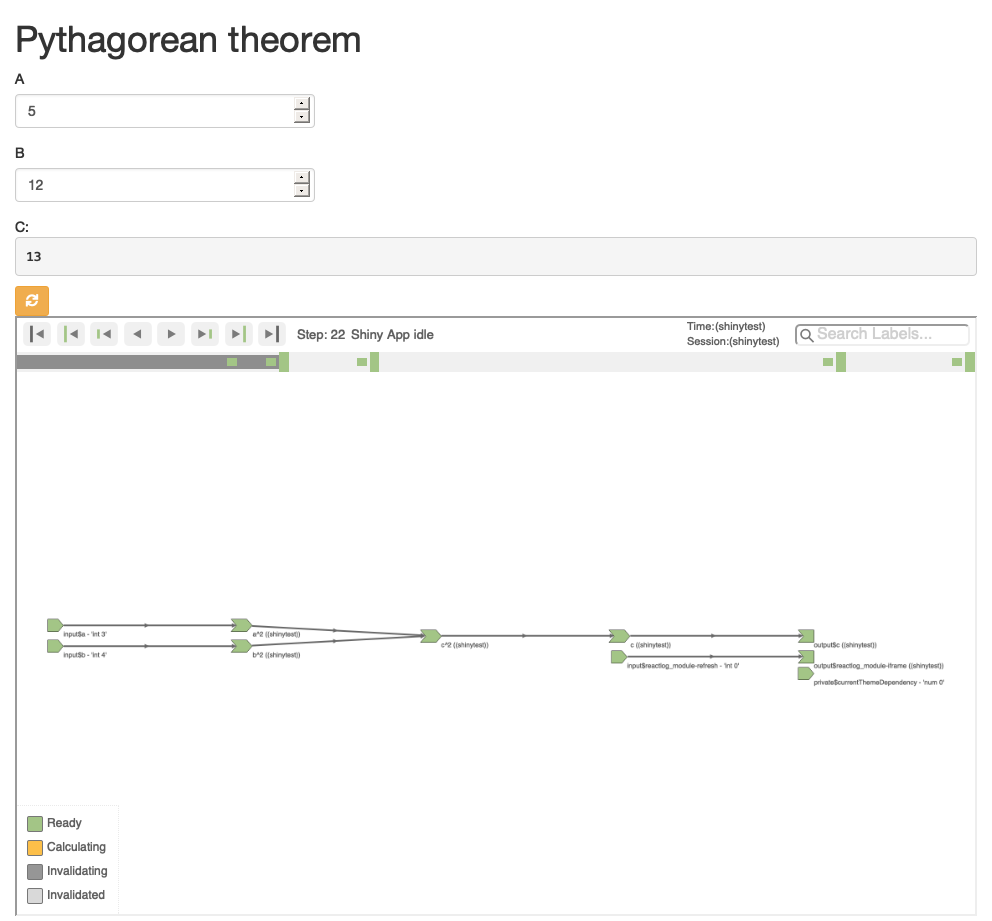 Pythagorean theorem
A
5
B
12
C:
13
Step: 22 Shiny App idle
Time:(shinytest)
Session:(shinytest)
Search Labels...
input$a - 'int 3'
a^2 ((shinytest))
input$b - 'int 4'
b^2 ((shinytest))
c^2 ((shinytest))
c ((shinytest))
output$c ((shinytest))
input$reactlog_module-refresh - 'int 0'
output$reactlog_module-iframe ((shinytest))
private$currentThemeDependency - 'num 0'
Ready
Calculating
Invalidating
Invalidated